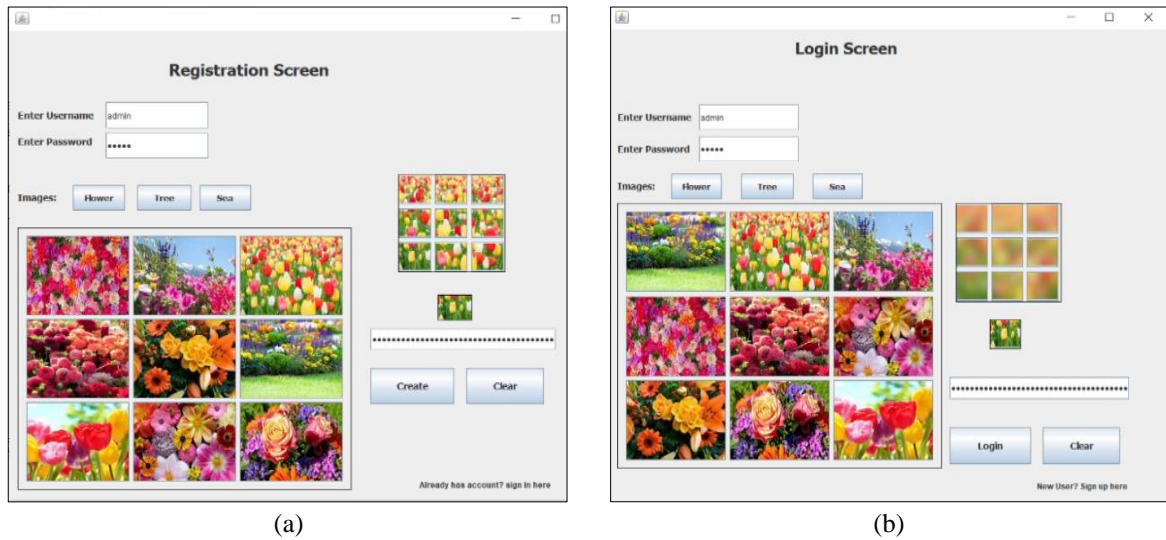 Registration Screen
Enter Username admin
Enter Password •••••
Images: Flower Tree Sea
Create Clear
Already has account? sign in here
(a)
Login Screen
Enter Username admin
Enter Password •••••
Images: Flower Tree Sea
Login Clear
New User? Sign up here
(b)